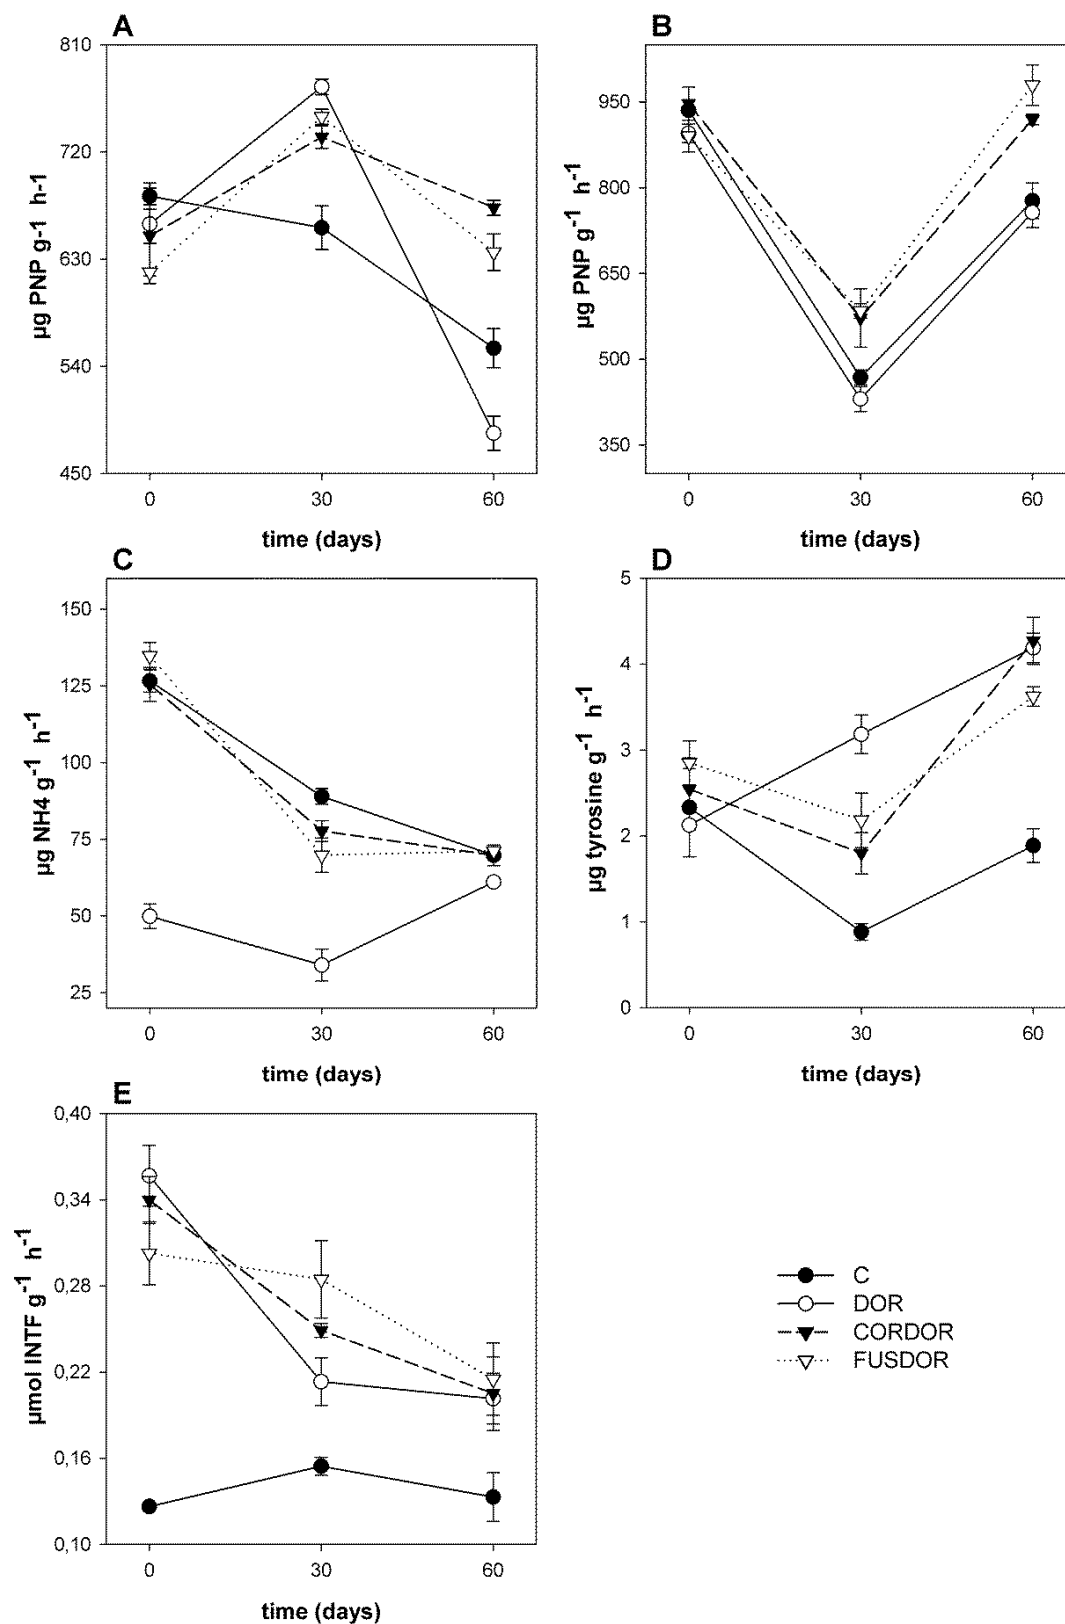 A
810
720
630
540
450
µg PNP g-1 h-1
0 30 60
time (days)
B
950
800
650
500
350
µg PNP g-1 h-1
0 30 60
time (days)
C
150
125
100
75
50
25
µg NH4 g-1 h-1
0 30 60
time (days)
D
5
4
3
2
1
0
µg tyrosine g-1 h-1
0 30 60
time (days)
E
0,40
0,34
0,28
0,22
0,16
0,10
µmol INTF g-1 h-1
0 30 60
time (days)
C
DOR
CORDOR
FUSDOR